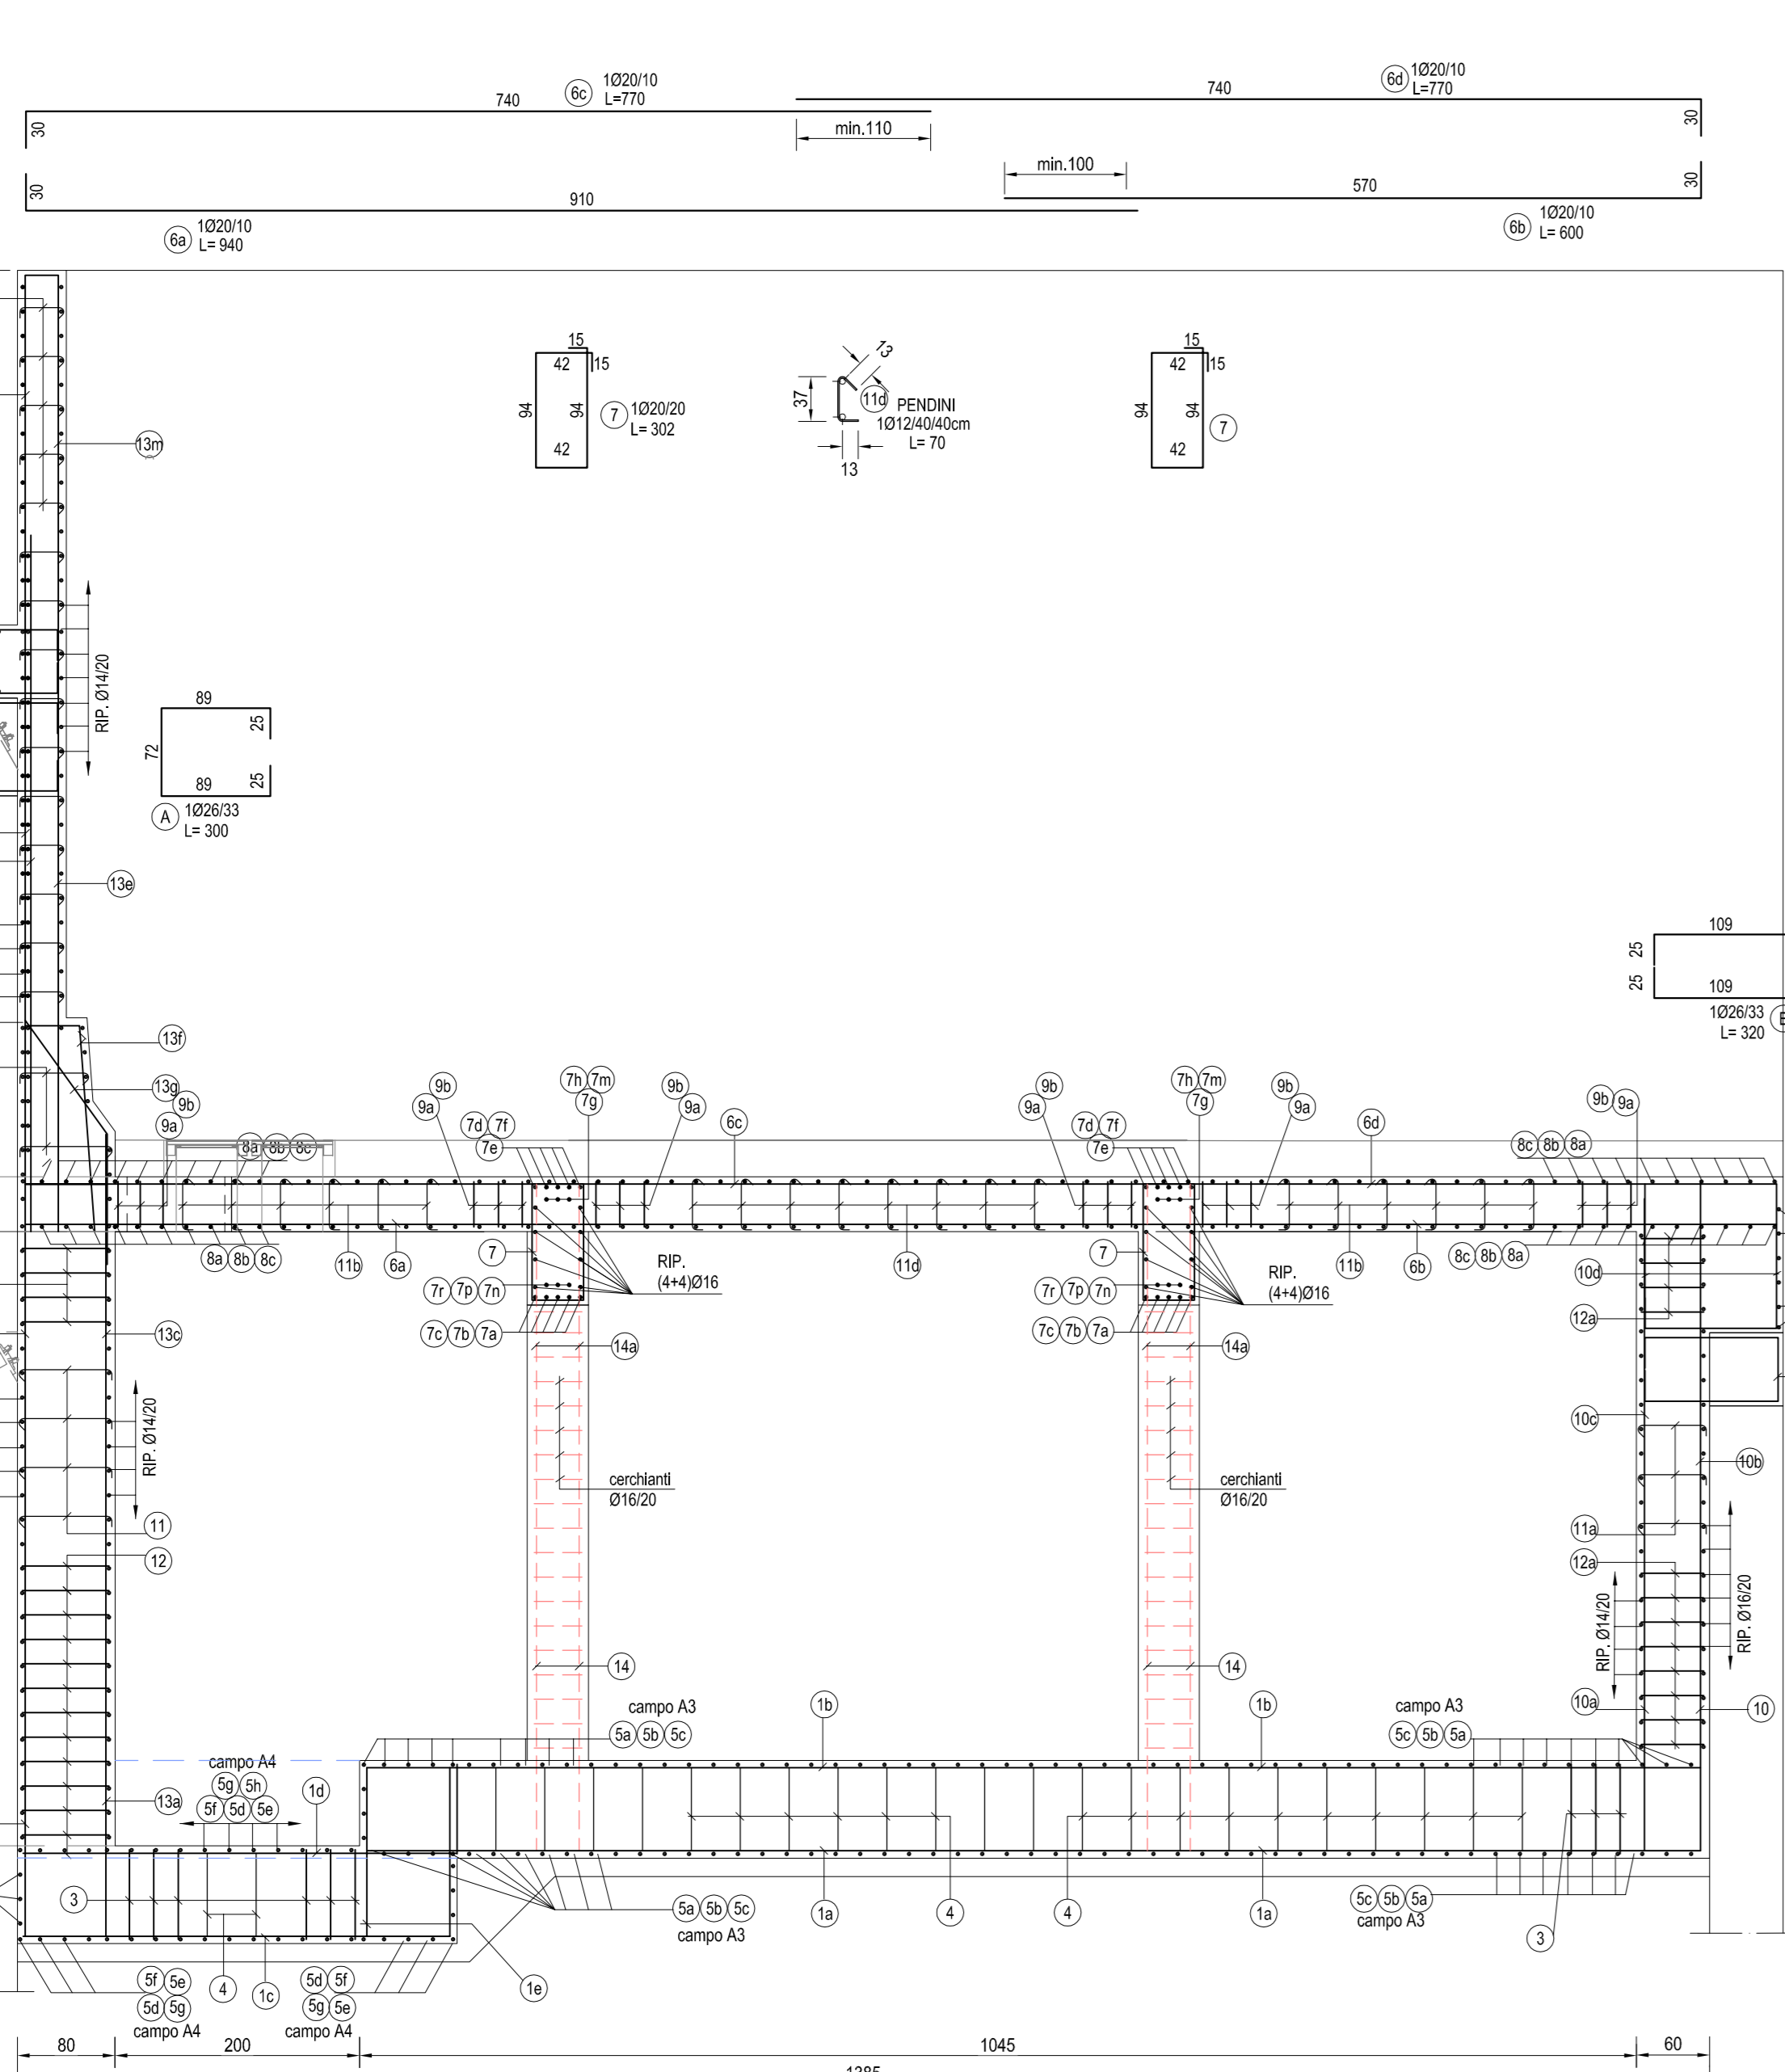 740
6c
1Ø20/10
L=770
740
6d
1Ø20/10
L=770
30
min.110
30
30
min.100
30
910
570
6a
1Ø20/10
L= 940
6b
1Ø20/10
L= 600
15
42
15
94
94
42
7
1Ø20/20
L= 302
13
37
11d
PENDINI
1Ø12/40/40cm
L= 70
13
15
42
15
94
94
42
7
13m
RIP. Ø14/20
89
25
72
89
25
A
1Ø26/33
L= 300
13e
109
25
25
109
1Ø26/33
L= 320
13f
13g
9b
9a
8a 8b 8c
9b
9a
7d 7f
7e
7h 7m
7g
9b
9a
6c
9b
9a
7d 7f
7e
7h 7m
7g
9b
9a
6d
8c 8b 8a
9b 9a
8a 8b 8c
11b
6a
7
RIP.
(4+4)Ø16
7r 7p 7n
7c 7b 7a
11d
7
RIP.
(4+4)Ø16
7r 7p 7n
7c 7b 7a
11b
6b
8c 8b 8a
10d
12a
13c
14a
14a
RIP. Ø14/20
cerchianti
Ø16/20
cerchianti
Ø16/20
10c
10b
11
12
11a
12a
RIP. Ø14/20
RIP. Ø16/20
14
14
10a
10
campo A3
5a 5b 5c
1b
1b
campo A3
5c 5b 5a
campo A4
5g 5h
5f 5d 5e
1d
13a
3
5a 5b 5c
campo A3
1a
4
4
1a
5c 5b 5a
campo A3
3
5f 5e
5d 5g
campo A4
4
1c
5d 5f
5g 5e
campo A4
1e
80
200
1045
60
1385